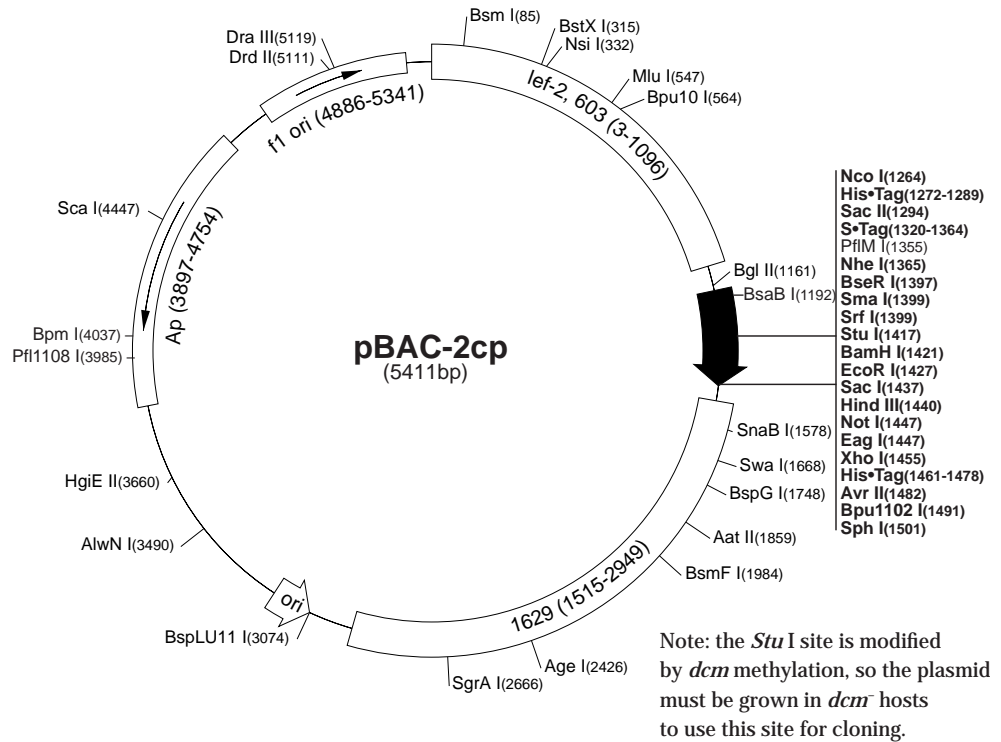 Bsm I(85)
BstX I(315)
Nsi I(332)
Mlu I(547)
Bpu10 I(564)
lef-2, 603 (3-1096)
Dra III(5119)
Drd II(5111)
f1 ori (4886-5341)
Sca I(4447)
Ap (3897-4754)
Bpm I(4037)
Pfl1108 I(3985)
pBAC-2cp
(5411bp)
Bgl II(1161)
BsaB I(1192)
Nco I(1264)
His•Tag(1272-1289)
Sac II(1294)
S•Tag(1320-1364)
PflM I(1355)
Nhe I(1365)
BseR I(1397)
Sma I(1399)
Srf I(1399)
Stu I(1417)
BamH I(1421)
EcoR I(1427)
Sac I(1437)
Hind III(1440)
Not I(1447)
Eag I(1447)
Xho I(1455)
His•Tag(1461-1478)
Avr II(1482)
Bpu1102 I(1491)
Sph I(1501)
SnaB I(1578)
Swa I(1668)
BspG I(1748)
Aat II(1859)
BsmF I(1984)
1629 (1515-2949)
Age I(2426)
SgrA I(2666)
HgiE II(3660)
AlwN I(3490)
ori
BspLU11 I(3074)
Note: the Stu I site is modified
by dcm methylation, so the plasmid
must be grown in dcm⁻ hosts
to use this site for cloning.